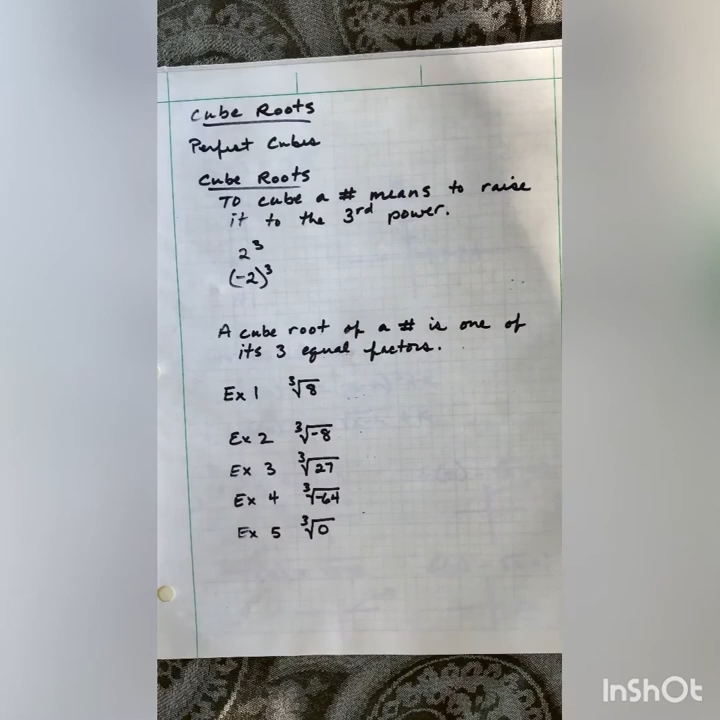 Cube Roots
Perfect Cubes
Cube Roots
To cube a # means to raise
it to the 3rd power.
2³
(-2)³
A cube root of a # is one of
its 3 equal factors.
Ex 1 ∛8
Ex 2 ∛-8
Ex 3 ∛27
Ex 4 ∛-64
Ex 5 ∛0
InShOt